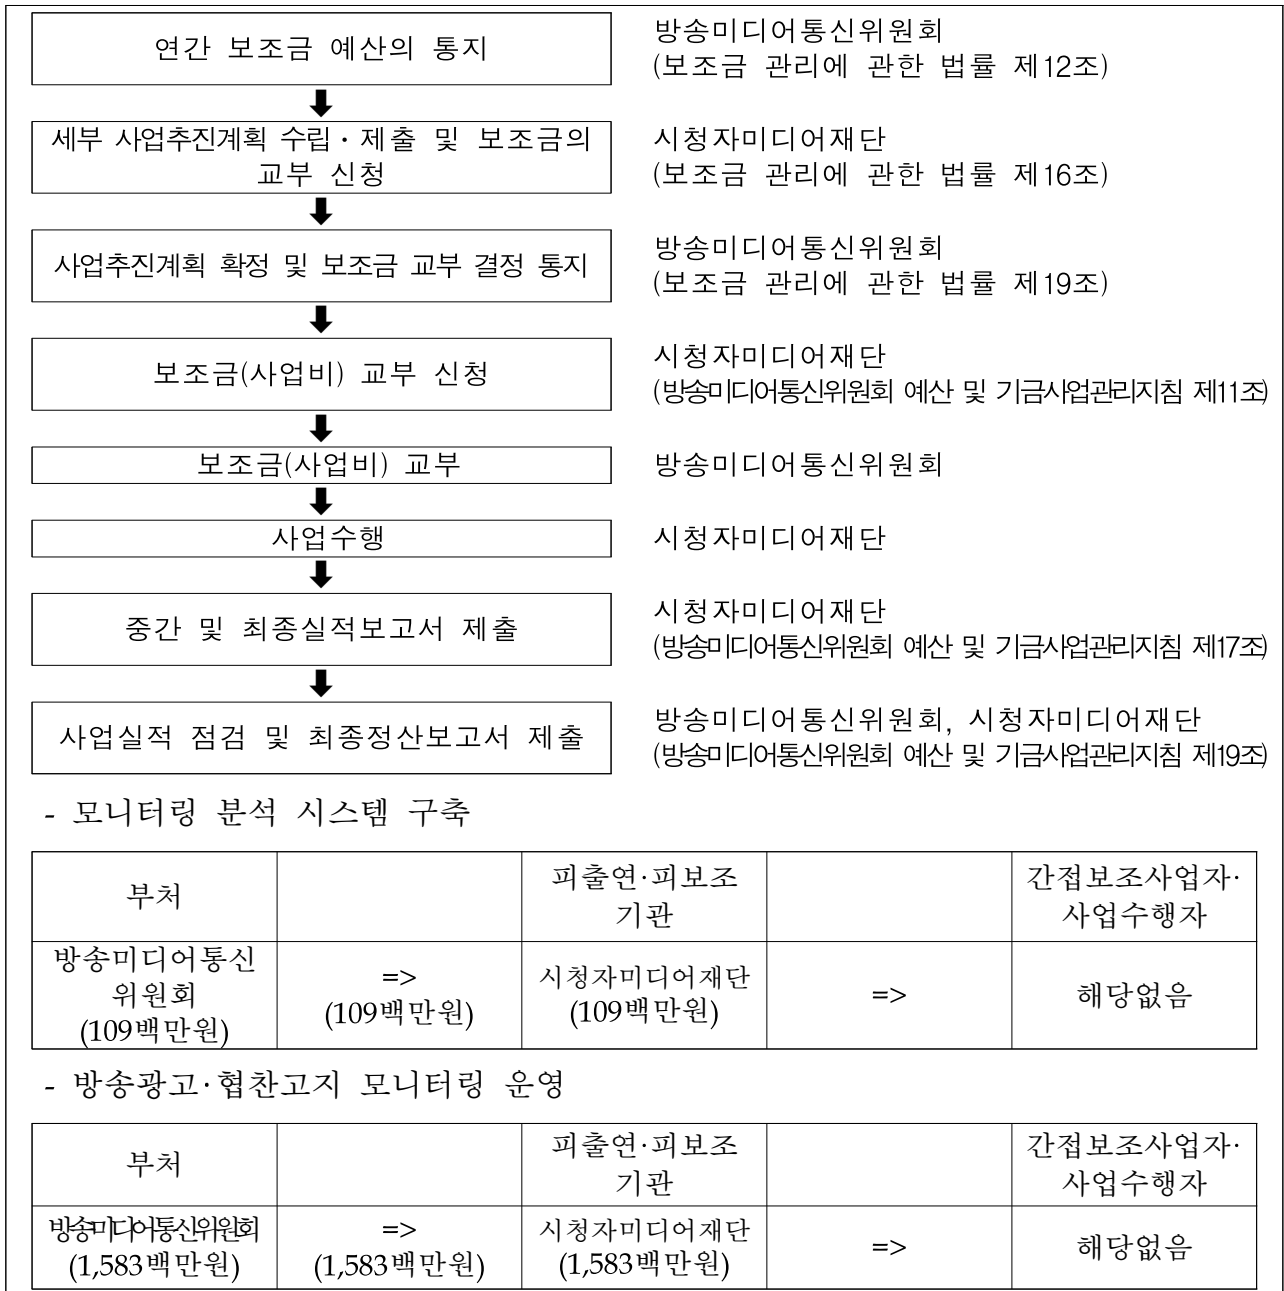 연간 보조금 예산의 통지
방송미디어통신위원회
(보조금 관리에 관한 법률 제12조)
세부 사업추진계획 수립·제출 및 보조금의
교부 신청
시청자미디어재단
(보조금 관리에 관한 법률 제16조)
사업추진계획 확정 및 보조금 교부 결정 통지
방송미디어통신위원회
(보조금 관리에 관한 법률 제19조)
보조금(사업비) 교부 신청
시청자미디어재단
(방송미디어통신위원회 예산 및 기금사업관리지침 제11조)
보조금(사업비) 교부
방송미디어통신위원회
사업수행
시청자미디어재단
중간 및 최종실적보고서 제출
시청자미디어재단
(방송미디어통신위원회 예산 및 기금사업관리지침 제17조)
사업실적 점검 및 최종정산보고서 제출
방송미디어통신위원회, 시청자미디어재단
(방송미디어통신위원회 예산 및 기금사업관리지침 제19조)
- 모니터링 분석 시스템 구축
부처
피출연·피보조
기관
간접보조사업자·
사업수행자
방송미디어통신
위원회
(109백만원)
=>
(109백만원)
시청자미디어재단
(109백만원)
=>
해당없음
- 방송광고·협찬고지 모니터링 운영
부처
피출연·피보조
기관
간접보조사업자·
사업수행자
방송미디어통신위원회
(1,583백만원)
=>
(1,583백만원)
시청자미디어재단
(1,583백만원)
=>
해당없음